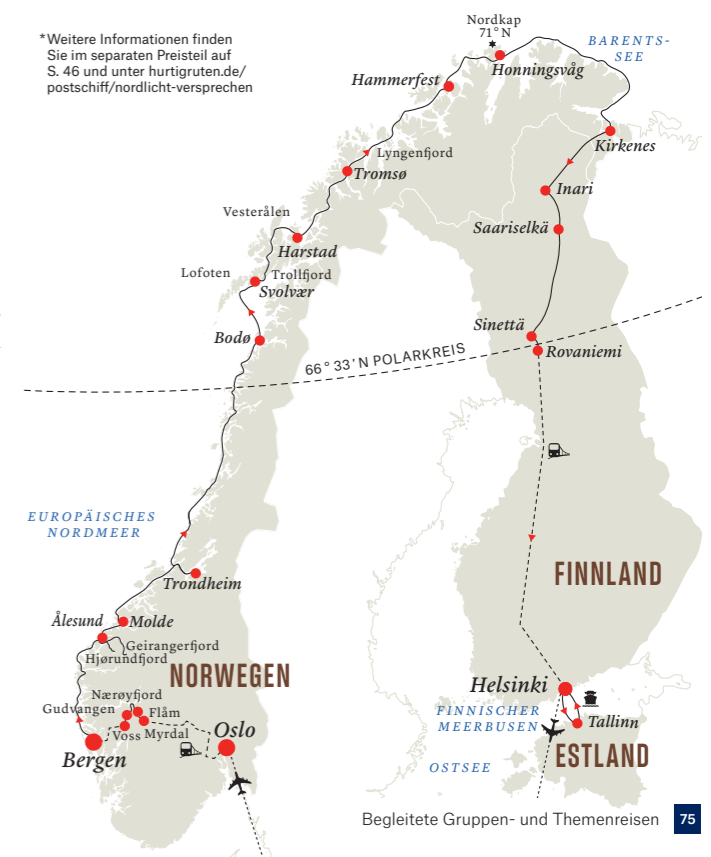 *Weitere Informationen finden
Sie im separaten Preisteil auf
S. 46 und unter hurtigruten.de/
postschiff/nordlicht-versprechen
Nordkap
71° N
BARENTS-
SEE
Honningsvåg
Hammerfest
Kirkenes
Lyngenfjord
Tromsø
Inari
Vesterålen
Saariselkä
Harstad
Lofoten
Trollfjord
Svolvær
Sinettä
Bodø
Rovaniemi
66° 33' N POLARKREIS
EUROPÄISCHES
NORDMEER
FINNLAND
Trondheim
Ålesund
Molde
Geirangerfjord
Hjørundfjord
NORWEGEN
Helsinki
Nærøyfjord
Gudvangen
Flåm
FINNISCHER
MEERBUSEN
Tallinn
Voss
Myrdal
Oslo
Bergen
ESTLAND
OSTSEE
Begleitete Gruppen- und Themenreisen 75